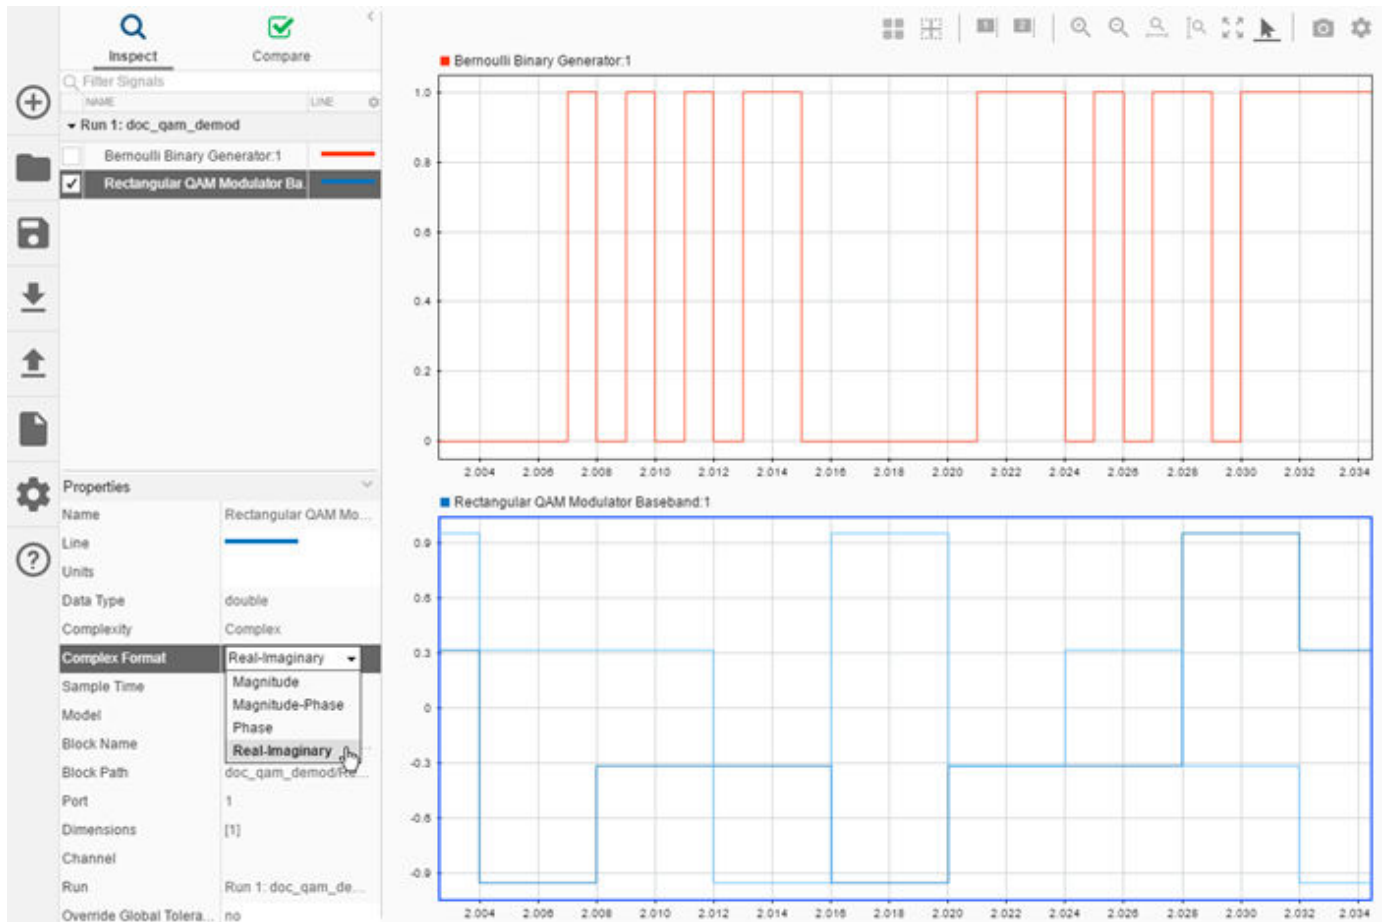 Inspect
Compare
Filter Signals
NAME
LINE
Run 1: doc_qam_demod
Bernoulli Binary Generator:1
Rectangular QAM Modulator Ba.
Properties
Name Rectangular QAM Mo...
Line
Units
Data Type double
Complexity Complex
Complex Format Real-Imaginary
Magnitude
Magnitude-Phase
Phase
Real-Imaginary
Sample Time
Model
Block Name
Block Path doc_qam_demod/Re...
Port 1
Dimensions [1]
Channel
Run Run 1: doc_qam_de...
Override Global Tolera... no
1 2
Bernoulli Binary Generator:1
1.0
0.8
0.6
0.4
0.2
0
2.004 2.006 2.008 2.010 2.012 2.014 2.016 2.018 2.020 2.022 2.024 2.026 2.028 2.030 2.032 2.034
Rectangular QAM Modulator Baseband:1
0.9
0.6
0.3
0
-0.3
-0.6
-0.9
2.004 2.006 2.008 2.010 2.012 2.014 2.016 2.018 2.020 2.022 2.024 2.026 2.028 2.030 2.032 2.034